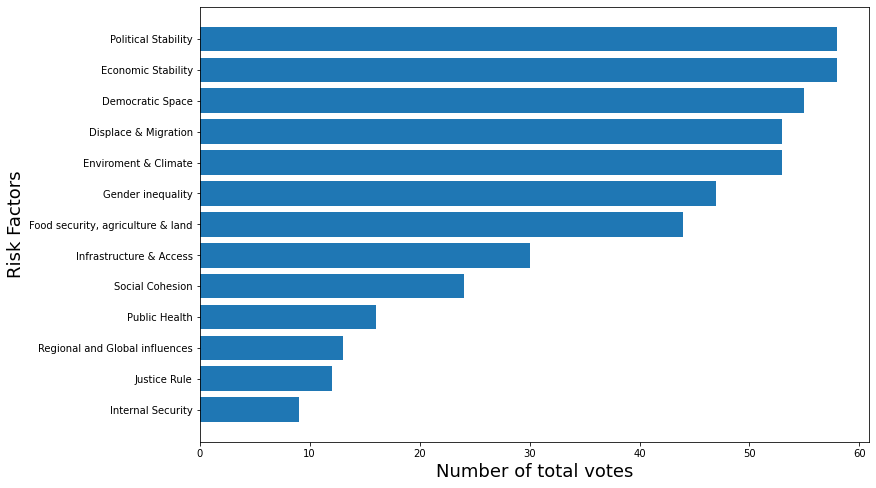 Political Stability
Economic Stability
Democratic Space
Displace & Migration
Enviroment & Climate
Gender inequality
Food security, agriculture & land
Infrastructure & Access
Social Cohesion
Public Health
Regional and Global influences
Justice Rule
Internal Security
Risk Factors
0 10 20 30 40 50 60
Number of total votes